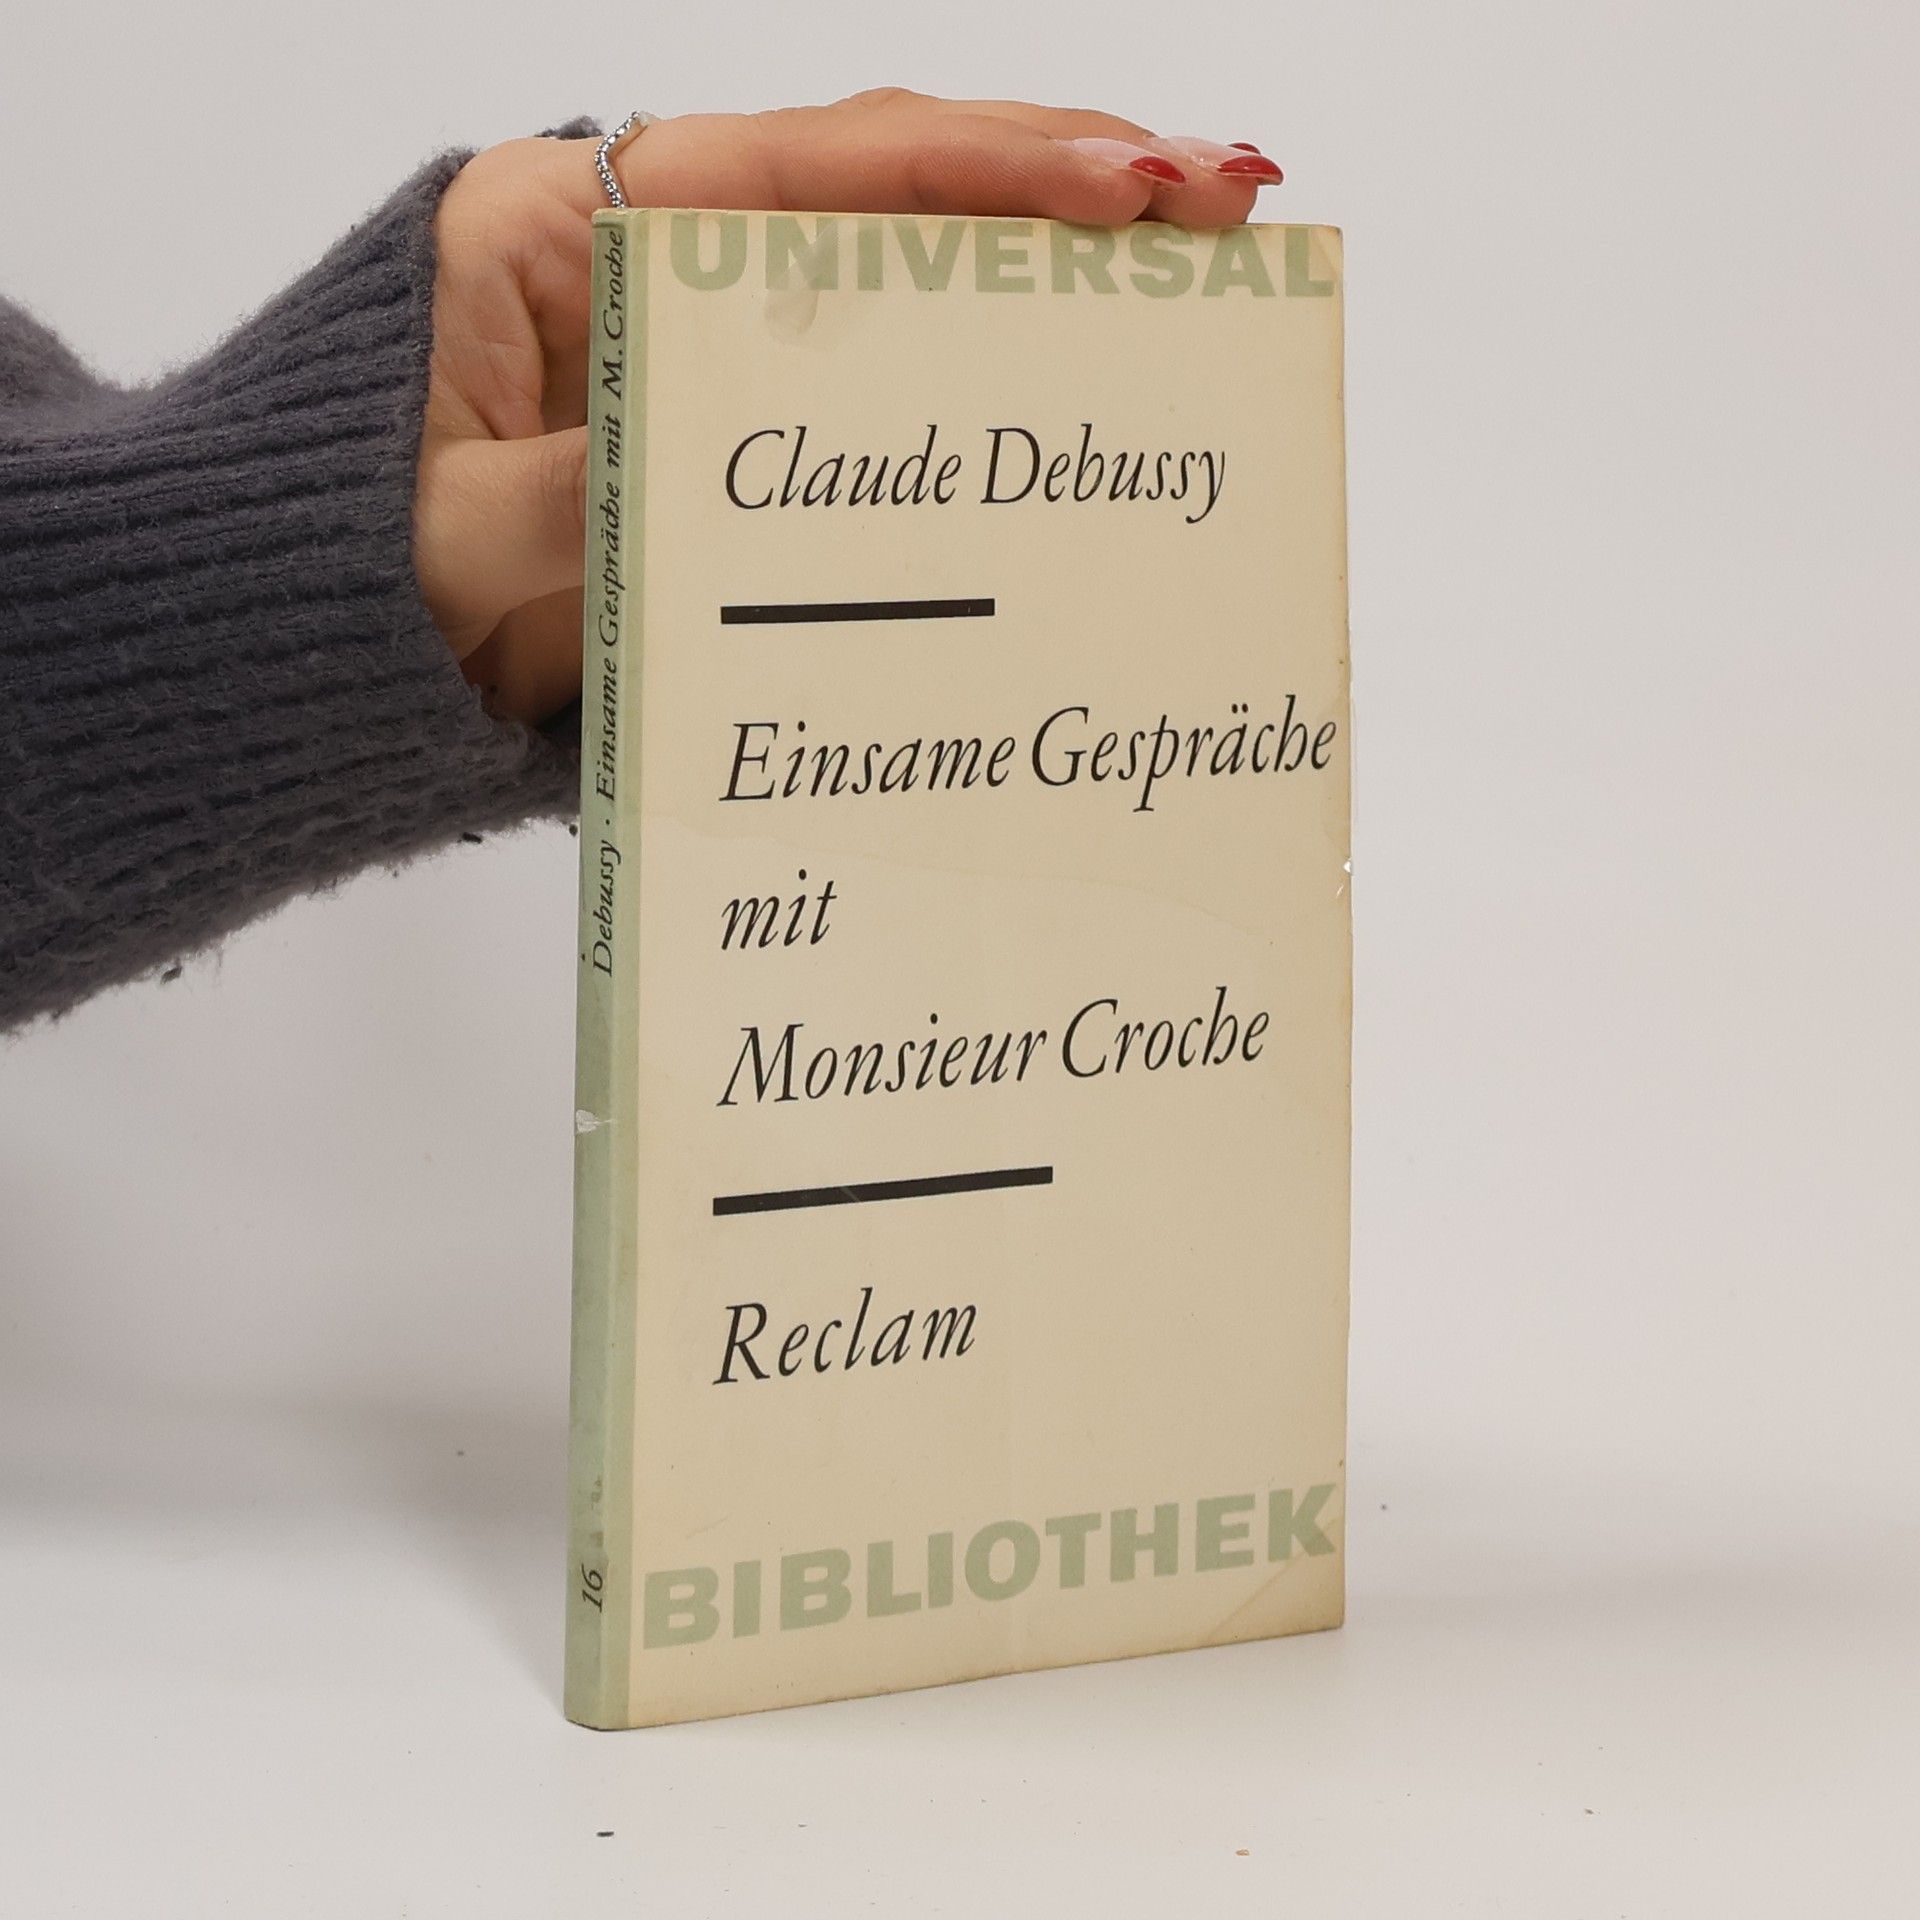 UNIVERSAL
Claude Debussy
Einsame Gespräche
mit
Monsieur Croche
Reclam
BIBLIOTHEK
Debussy · Einsame Gespräche mit M. Croche
16